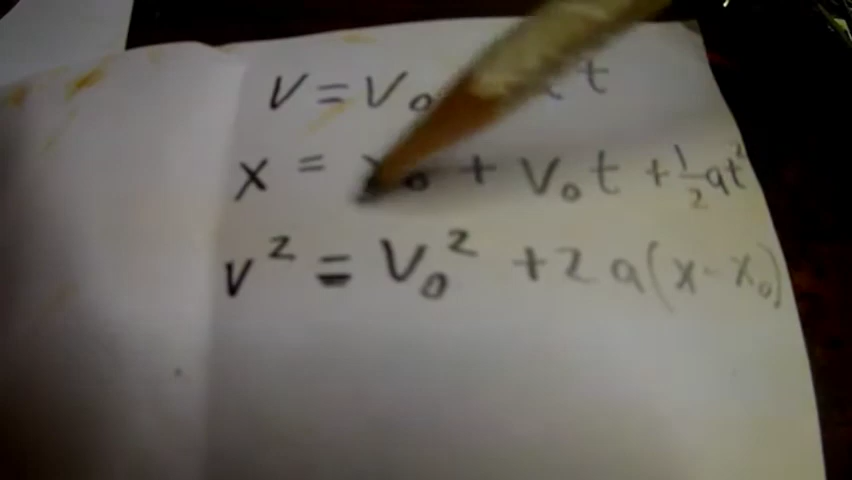 V = V₀ t
x = x₀ + V₀t + ½at²
v² = V₀² + 2a(x - x₀)